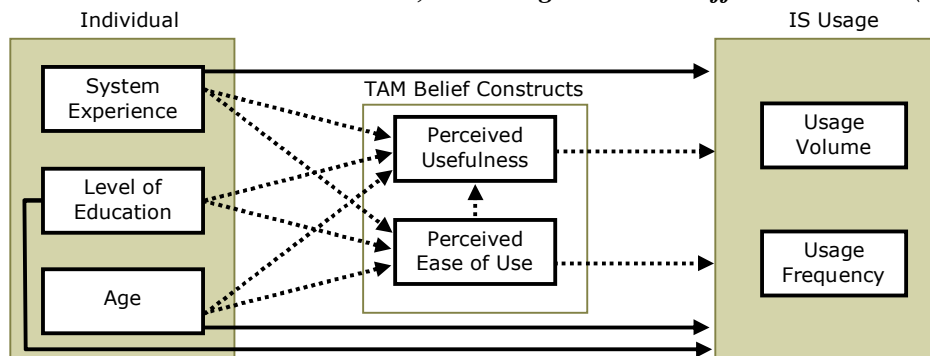 Individual
IS Usage
System
Experience
TAM Belief Constructs
Perceived
Usefulness
Usage
Volume
Level of
Education
Perceived
Ease of Use
Usage
Frequency
Age